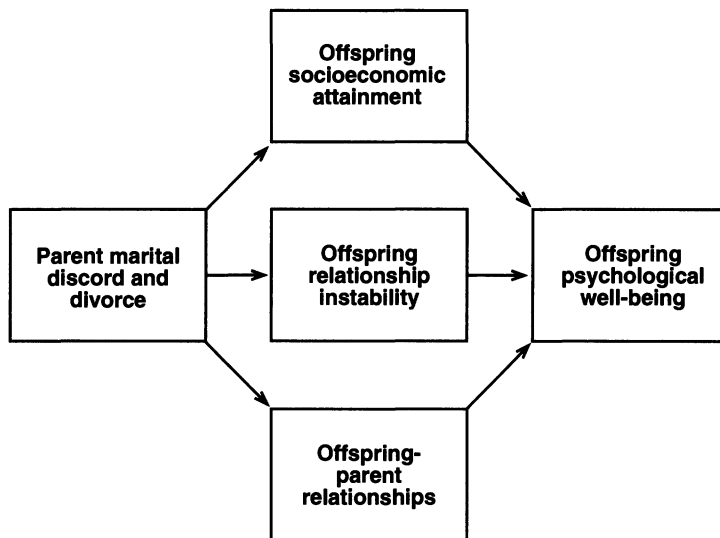 Offspring
socioeconomic
attainment
Parent marital
discord and
divorce
Offspring
relationship
instability
Offspring
psychological
well-being
Offspring-
parent
relationships